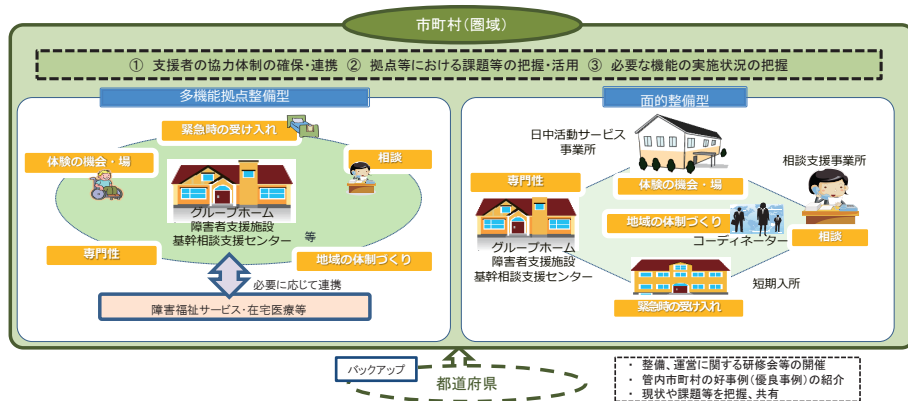 市町村(圏域)
① 支援者の協力体制の確保・連携 ② 拠点等における課題等の把握・活用 ③ 必要な機能の実施状況の把握
多機能拠点整備型
緊急時の受け入れ
体験の機会・場
相談
グループホーム
障害者支援施設
基幹相談支援センター 等
専門性
地域の体制づくり
必要に応じて連携
障害福祉サービス・在宅医療等
面的整備型
日中活動サービス
事業所
相談支援事業所
専門性
体験の機会・場
地域の体制づくり
コーディネーター
相談
グループホーム
障害者支援施設
基幹相談支援センター
短期入所
緊急時の受け入れ
バックアップ
都道府県
・ 整備、運営に関する研修会等の開催
・ 管内市町村の好事例(優良事例)の紹介
・ 現状や課題等を把握、共有